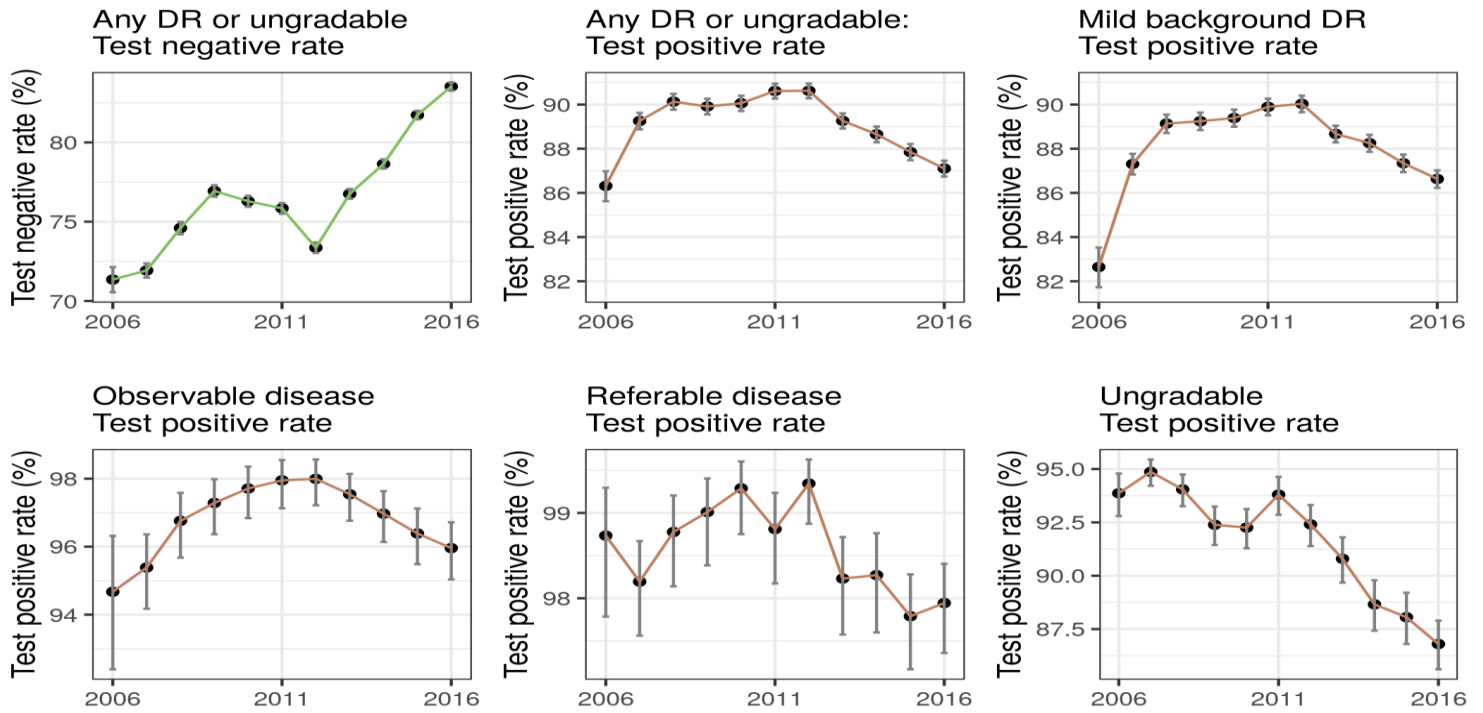 Any DR or ungradable
Test negative rate
Test negative rate (%)
80
75
70
2006
2011
2016
Any DR or ungradable:
Test positive rate
Test positive rate (%)
90
88
86
84
82
2006
2011
2016
Mild background DR
Test positive rate
Test positive rate (%)
90
88
86
84
82
2006
2011
2016
Observable disease
Test positive rate
Test positive rate (%)
98
96
94
2006
2011
2016
Referable disease
Test positive rate
Test positive rate (%)
99
98
2006
2011
2016
Ungradable
Test positive rate
Test positive rate (%)
95.0
92.5
90.0
87.5
2006
2011
2016